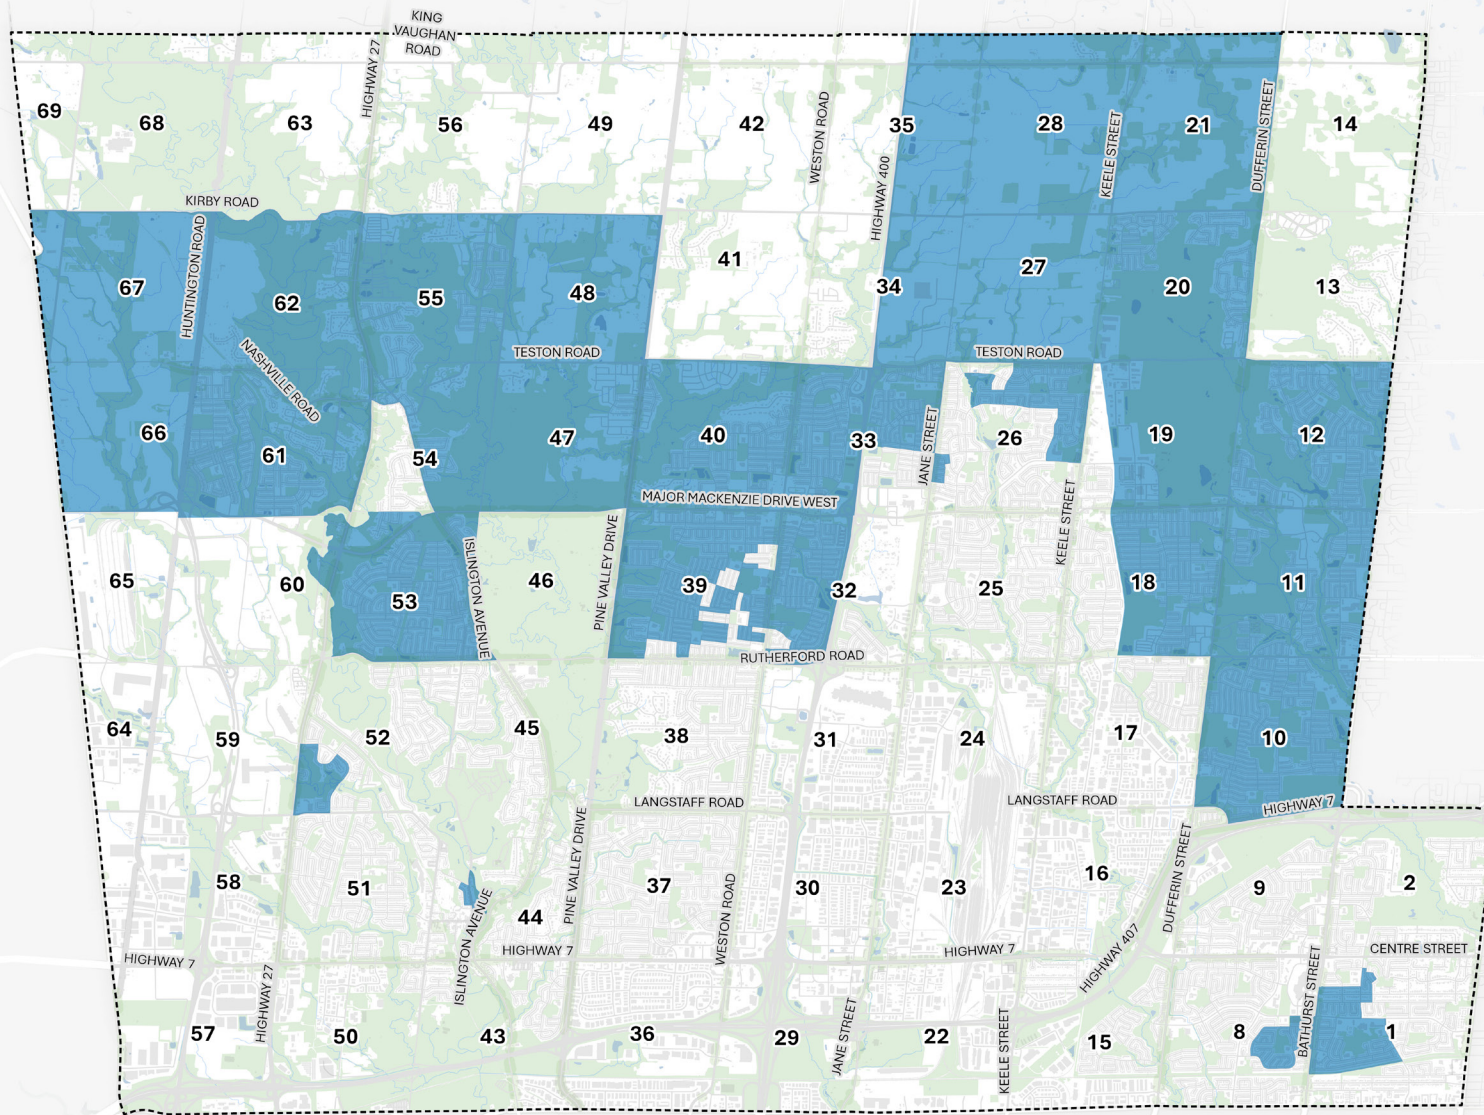 KING
VAUGHAN
ROAD
HIGHWAY 27
69
68
63
56
49
42
WESTON ROAD
35
HIGHWAY 400
28
KEELE STREET
21
DUFFERIN STREET
14
KIRBY ROAD
67
HUNTINGTON ROAD
62
55
48
41
34
27
20
13
NASHVILLE ROAD
TESTON ROAD
TESTON ROAD
66
61
54
47
40
33
JANE STREET
26
19
12
MAJOR MACKENZIE DRIVE WEST
KEELE STREET
65
60
53
ISLINGTON AVENUE
46
PINE VALLEY DRIVE
39
32
25
18
11
RUTHERFORD ROAD
64
59
52
45
38
31
24
17
10
LANGSTAFF ROAD
LANGSTAFF ROAD
HIGHWAY 7
58
51
ISLINGTON AVENUE
44
PINE VALLEY DRIVE
37
WESTON ROAD
30
23
16
DUFFERIN STREET
9
2
HIGHWAY 7
HIGHWAY 7
HIGHWAY 7
HIGHWAY 407
CENTRE STREET
57
HIGHWAY 27
50
43
36
29
JANE STREET
22
KEELE STREET
15
8
BATHURST STREET
1